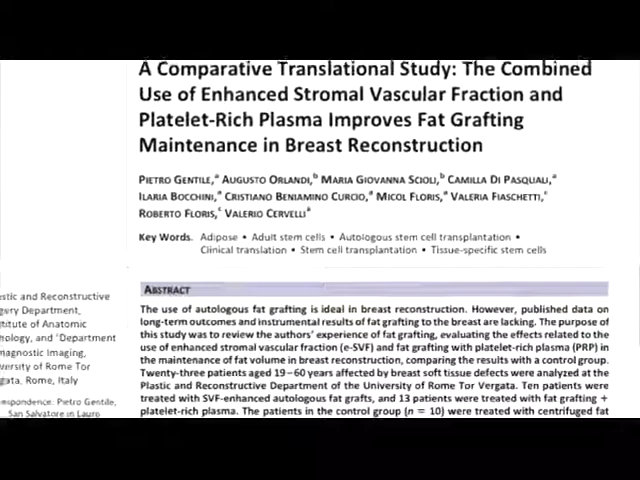 A Comparative Translational Study: The Combined
Use of Enhanced Stromal Vascular Fraction and
Platelet-Rich Plasma Improves Fat Grafting
Maintenance in Breast Reconstruction
PIETRO GENTILE,a AUGUSTO ORLANDI,b MARIA GIOVANNA SCIOLI,b CAMILLA DI PASQUALI,a
ILARIA BOCCHINI,a CRISTIANO BENIAMINO CURCIO,a MICOL FLORIS,a VALERIA FIASCHETTI,c
ROBERTO FLORIS,c VALERIO CERVELLIa
Key Words. Adipose • Adult stem cells • Autologous stem cell transplantation •
Clinical translation • Stem cell transplantation • Tissue-specific stem cells
ABSTRACT
The use of autologous fat grafting is ideal in breast reconstruction. However, published data on
long-term outcomes and instrumental results of fat grafting to the breast are lacking. The purpose of
this study was to review the authors' experience of fat grafting, evaluating the effects related to the
use of enhanced stromal vascular fraction (e-SVF) and fat grafting with platelet-rich plasma (PRP) in
the maintenance of fat volume in breast reconstruction, comparing the results with a control group.
Twenty-three patients aged 19–60 years affected by breast soft tissue defects were analyzed at the
Plastic and Reconstructive Department of the University of Rome Tor Vergata. Ten patients were
treated with SVF-enhanced autologous fat grafts, and 13 patients were treated with fat grafting +
platelet-rich plasma. The patients in the control group (n = 10) were treated with centrifuged fat
estic and Reconstructive
gery Department,
titute of Anatomic
hology, and cDepartment
magnostic Imaging,
versity of Rome Tor
gata, Rome, Italy
respondence: Pietro Gentile,
San Salvatore in Lauro